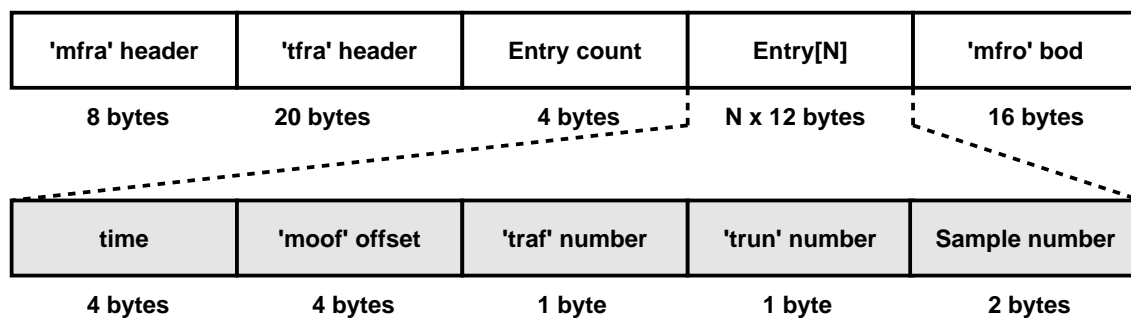 'mfra' header 'tfra' header Entry count Entry[N] 'mfro' bod
8 bytes 20 bytes 4 bytes N x 12 bytes 16 bytes
time 'moof' offset 'traf' number 'trun' number Sample number
4 bytes 4 bytes 1 byte 1 byte 2 bytes